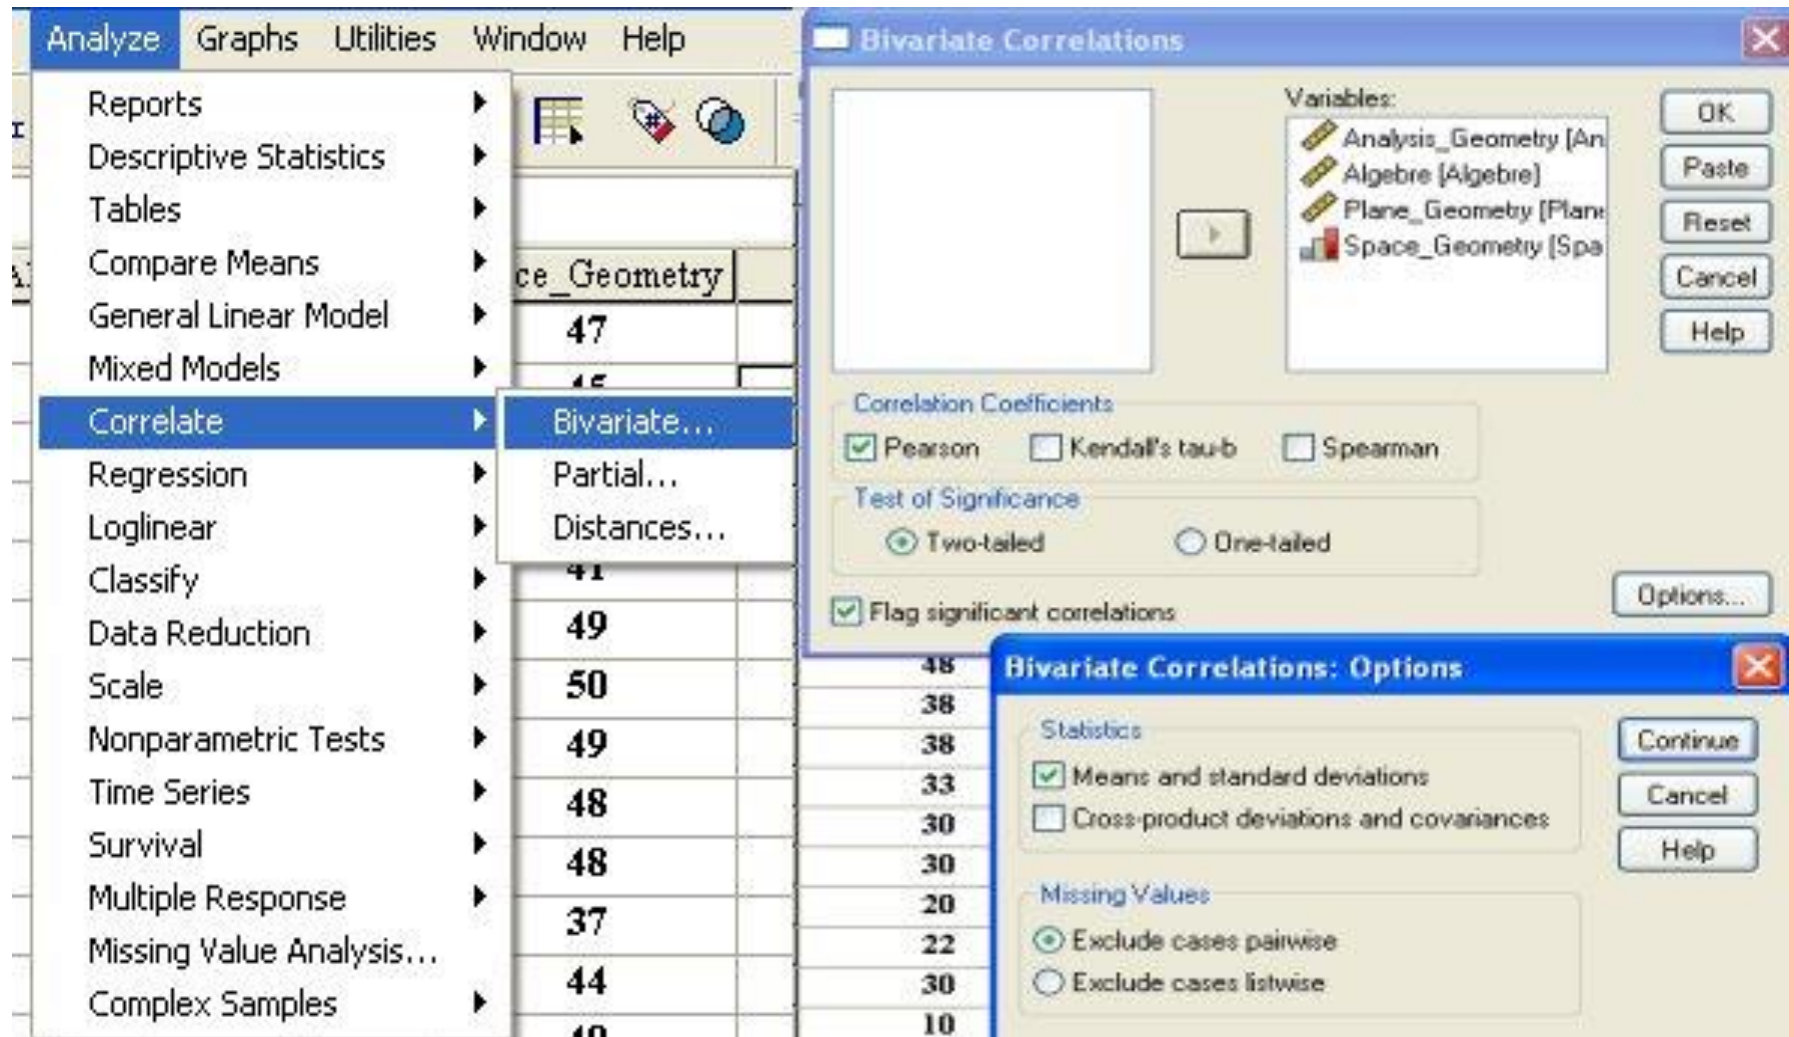 Analyze Graphs Utilities Window Help
Reports
Descriptive Statistics
Tables
Compare Means
General Linear Model
Mixed Models
Correlate
Regression
Loglinear
Classify
Data Reduction
Scale
Nonparametric Tests
Time Series
Survival
Multiple Response
Missing Value Analysis...
Complex Samples
Bivariate...
Partial...
Distances...
ce_Geometry
47
45
41
49
50
49
48
48
37
44
Bivariate Correlations
Variables:
Analysis_Geometry [An
Algebre [Algebre]
Plane_Geometry [Plane
Space_Geometry [Spa
OK
Paste
Reset
Cancel
Help
Correlation Coefficients
Pearson Kendall's tau-b Spearman
Test of Significance
Two-tailed One-tailed
Flag significant correlations
Options...
48
38
38
33
30
30
20
22
30
10
Bivariate Correlations: Options
Statistics
Means and standard deviations
Cross-product deviations and covariances
Missing Values
Exclude cases pairwise
Exclude cases listwise
Continue
Cancel
Help